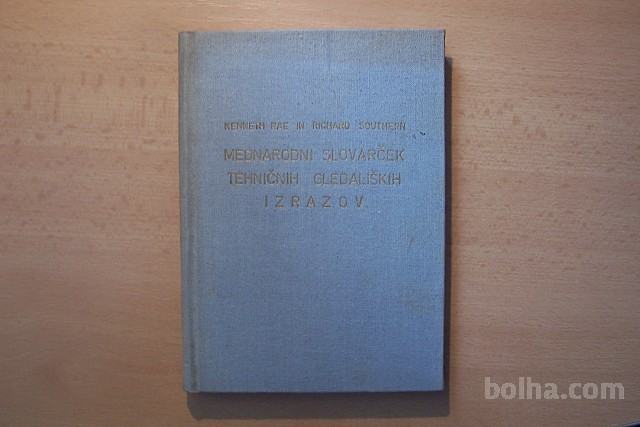 KENNETH RAE IN RICHARD SOUTHERN
MEDNARODNI SLOVARČEK
TEHNIČNIH GLEDALIŠKIH
IZRAZOV
bolha.com